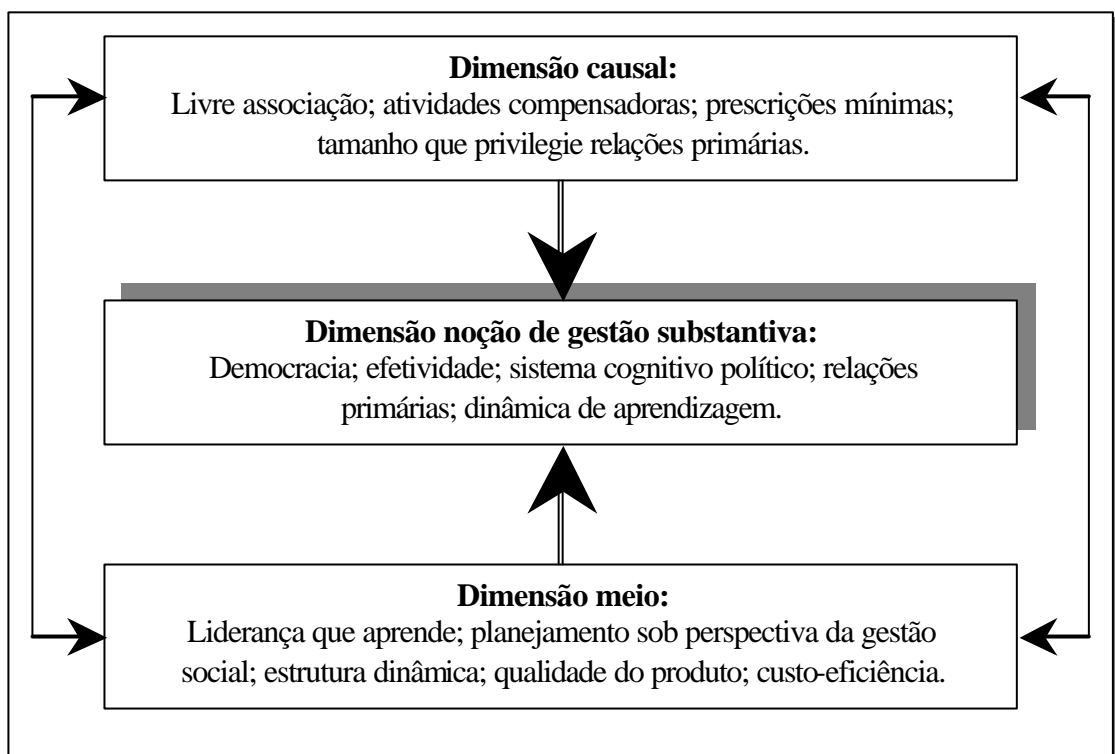 Dimensão causal:
Livre associação; atividades compensadoras; prescrições mínimas;
tamanho que privilegie relações primárias.
Dimensão noção de gestão substantiva:
Democracia; efetividade; sistema cognitivo político; relações
primárias; dinâmica de aprendizagem.
Dimensão meio:
Liderança que aprende; planejamento sob perspectiva da gestão
social; estrutura dinâmica; qualidade do produto; custo-eficiência.